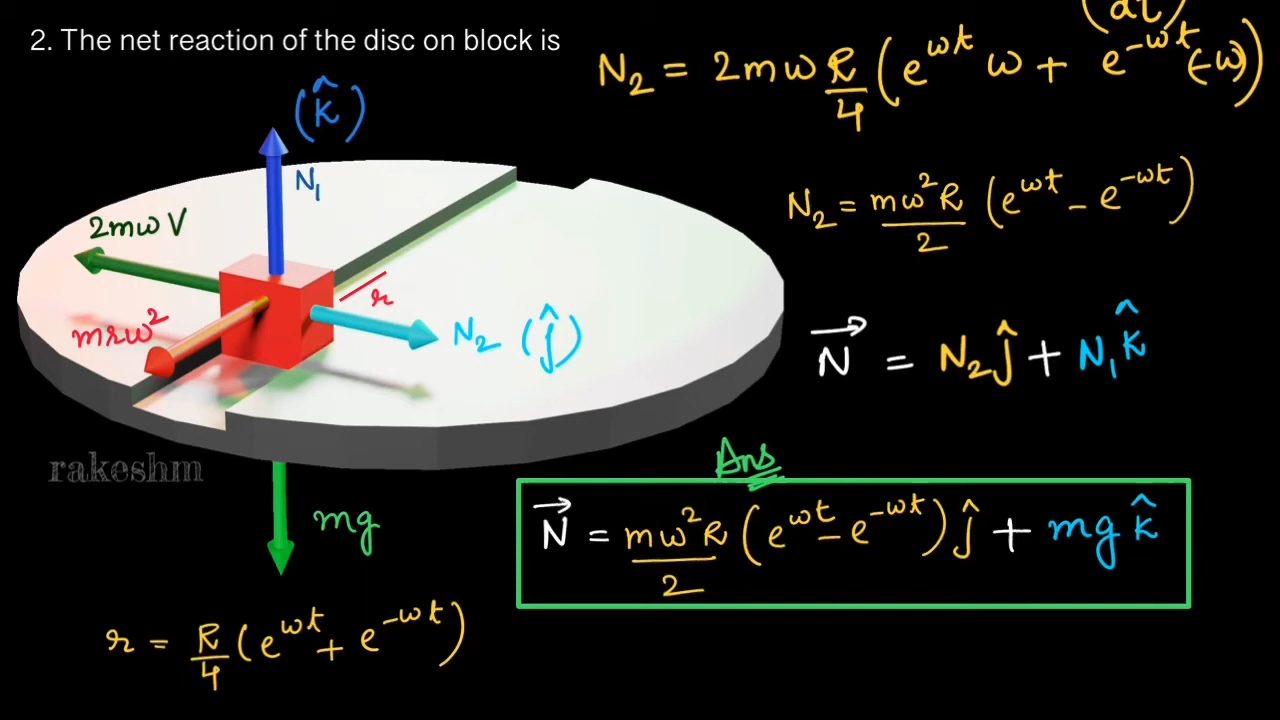 2. The net reaction of the disc on block is
N₂ = 2mω R/4 (e^ωt ω + e^-ωt (-ω))
(k̂)
N₁
2mωV
N₂ = mω²R/2 (e^ωt - e^-ωt)
r
mrω²
N₂ (ĵ)
N⃗ = N₂ĵ + N₁k̂
Ans
rakeshm
mg
N⃗ = mω²R/2 (e^ωt - e^-ωt) ĵ + mg k̂
r = R/4 (e^ωt + e^-ωt)